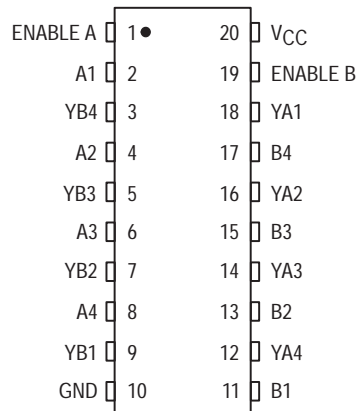 ENABLE A 1 20 VCC
A1 2 19 ENABLE B
YB4 3 18 YA1
A2 4 17 B4
YB3 5 16 YA2
A3 6 15 B3
YB2 7 14 YA3
A4 8 13 B2
YB1 9 12 YA4
GND 10 11 B1